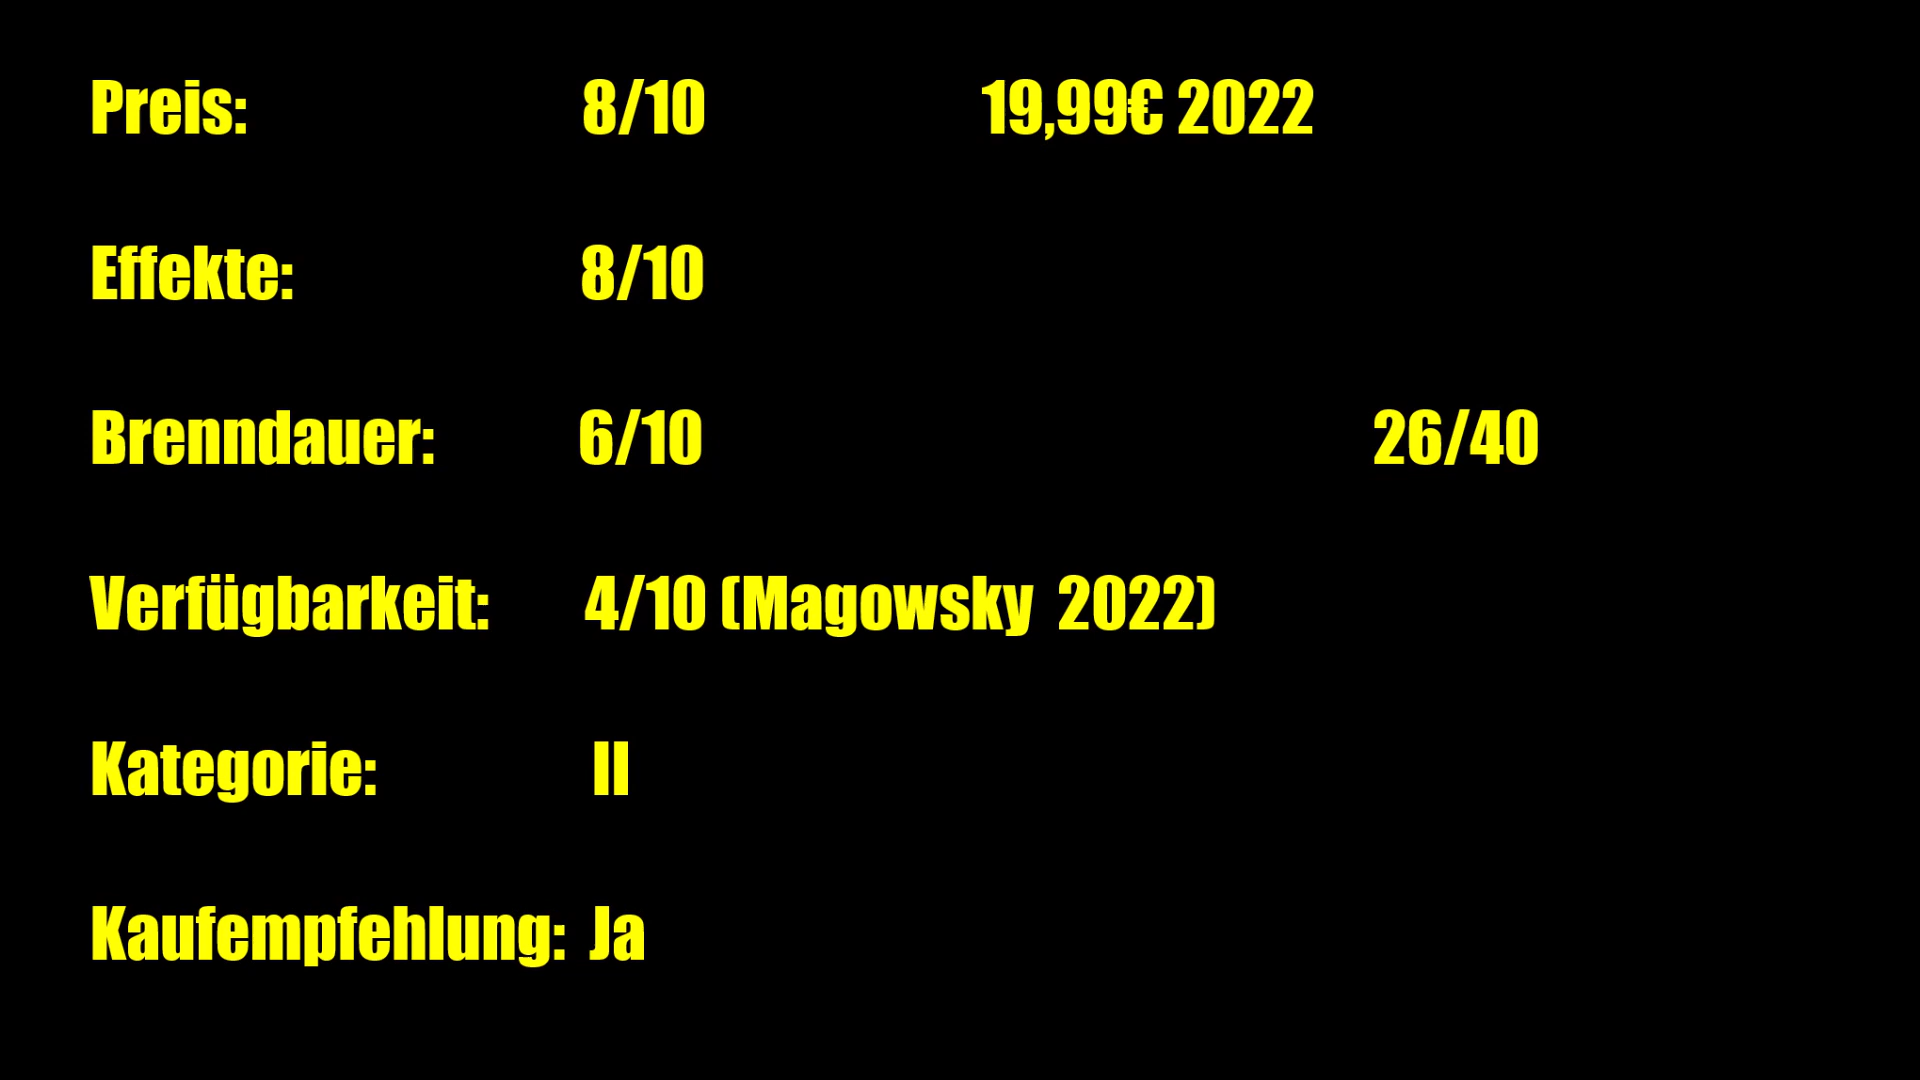 Preis: 8/10 19,99€ 2022
Effekte: 8/10
Brenndauer: 6/10 26/40
Verfügbarkeit: 4/10 (Magowsky 2022)
Kategorie: II
Kaufempfehlung: Ja